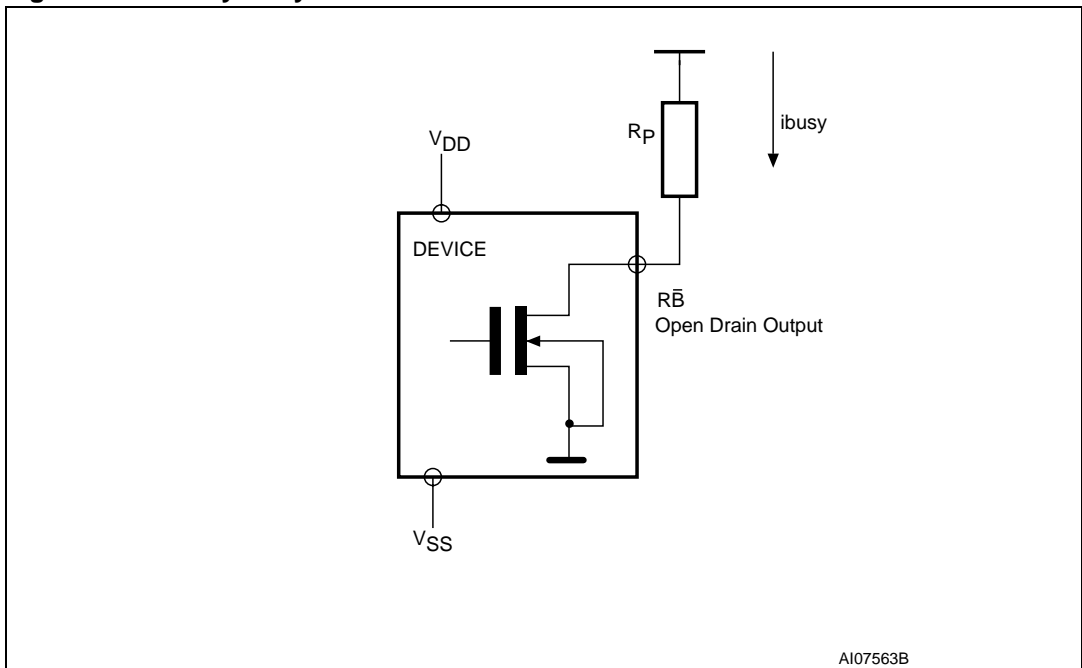 RP
ibusy
VDD
DEVICE
RB̅
Open Drain Output
VSS
AI07563B